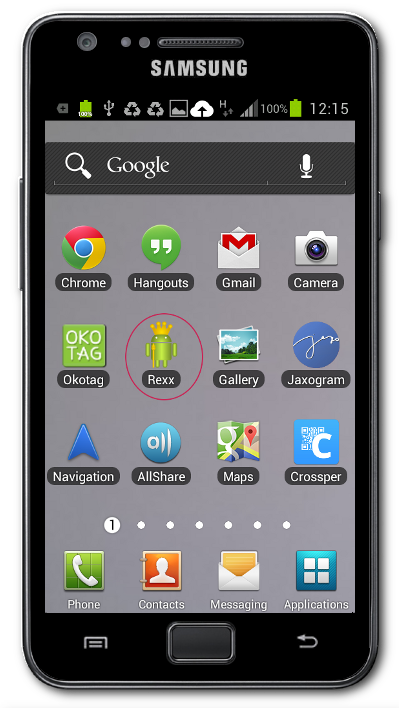 SAMSUNG
100% H 100% 12:15
Google
Chrome Hangouts Gmail Camera
OKO
TAG
Okotag Rexx Gallery Jaxogram
Navigation AllShare Maps Crossper
1
Phone Contacts Messaging Applications